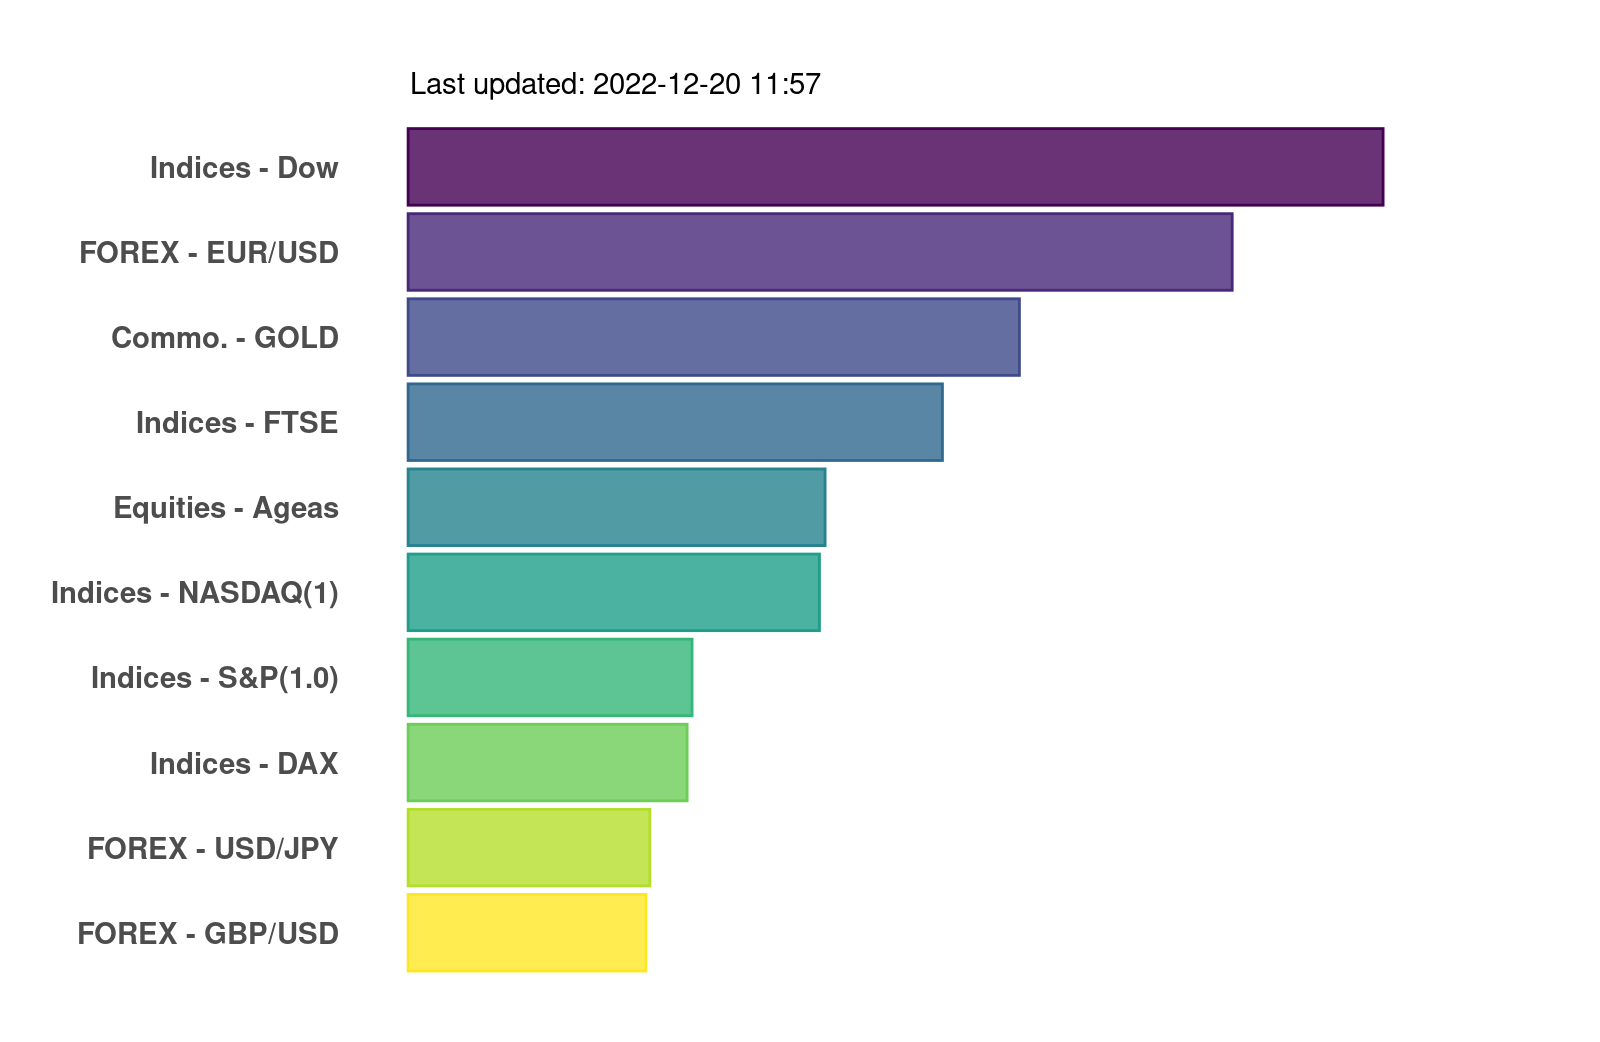 Last updated: 2022-12-20 11:57
Indices - Dow
FOREX - EUR/USD
Commo. - GOLD
Indices - FTSE
Equities - Ageas
Indices - NASDAQ(1)
Indices - S&P(1.0)
Indices - DAX
FOREX - USD/JPY
FOREX - GBP/USD